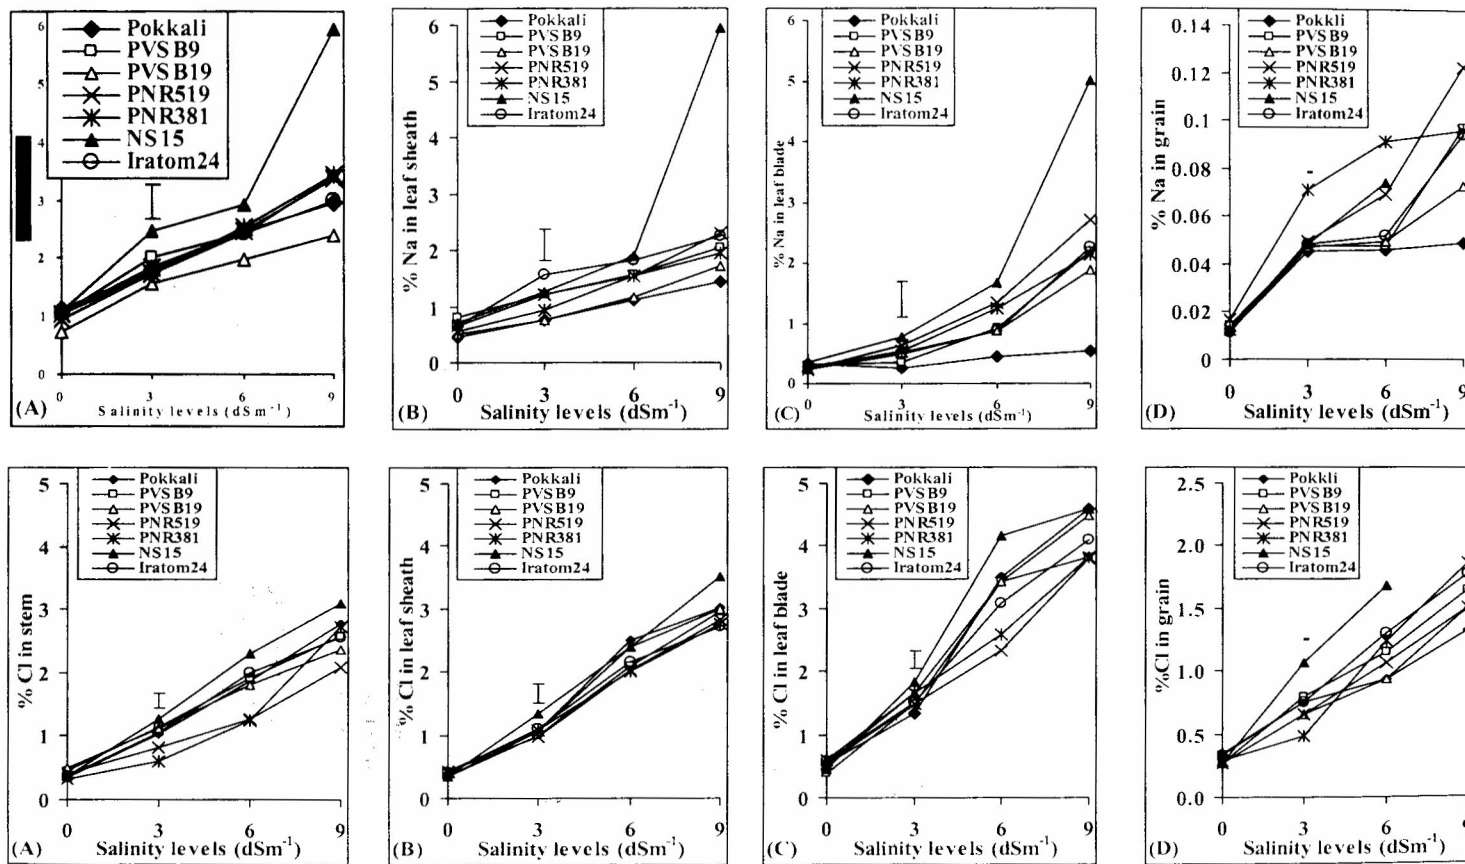 6
5
4
3
2
1
0
0
3
6
9
Pokkali
PVSB9
PVSB19
PNR519
PNR381
NS15
Iratom24
(A)
Salinity levels (dSm⁻¹)
% Na in leaf sheath
6
5
4
3
2
1
0
0
3
6
9
Pokkali
PVSB9
PVSB19
PNR519
PNR381
NS15
Iratom24
(B)
Salinity levels (dSm⁻¹)
% Na in leaf blade
6
5
4
3
2
1
0
0
3
6
9
Pokkali
PVSB9
PVSB19
PNR519
PNR381
NS15
Iratom24
(C)
Salinity levels (dSm⁻¹)
% Na in grain
0.14
0.12
0.1
0.08
0.06
0.04
0.02
0
0
3
6
9
Pokkli
PVSB9
PVSB19
PNR519
PNR381
NS15
Iratom24
(D)
Salinity levels (dSm⁻¹)
% Cl in stem
5
4
3
2
1
0
0
3
6
9
Pokkali
PVSB9
PVSB19
PNR519
PNR381
NS15
Iratom24
(A)
Salinity levels (dSm⁻¹)
% Cl in leaf sheath
5
4
3
2
1
0
0
3
6
9
Pokkali
PVSB9
PVSB19
PNR519
PNR381
NS15
Iratom24
(B)
Salinity levels (dSm⁻¹)
% Cl in leaf blade
5
4
3
2
1
0
0
3
6
9
Pokkali
PVSB9
PVSB19
PNR519
PNR381
NS15
Iratom24
(C)
Salinity levels (dSm⁻¹)
%Cl in grain
2.5
2.0
1.5
1.0
0.5
0.0
0
3
6
9
Pokkli
PVSB9
PVSB19
PNR519
PNR381
NS15
Iratom24
(D)
Salinity levels (dSm⁻¹)